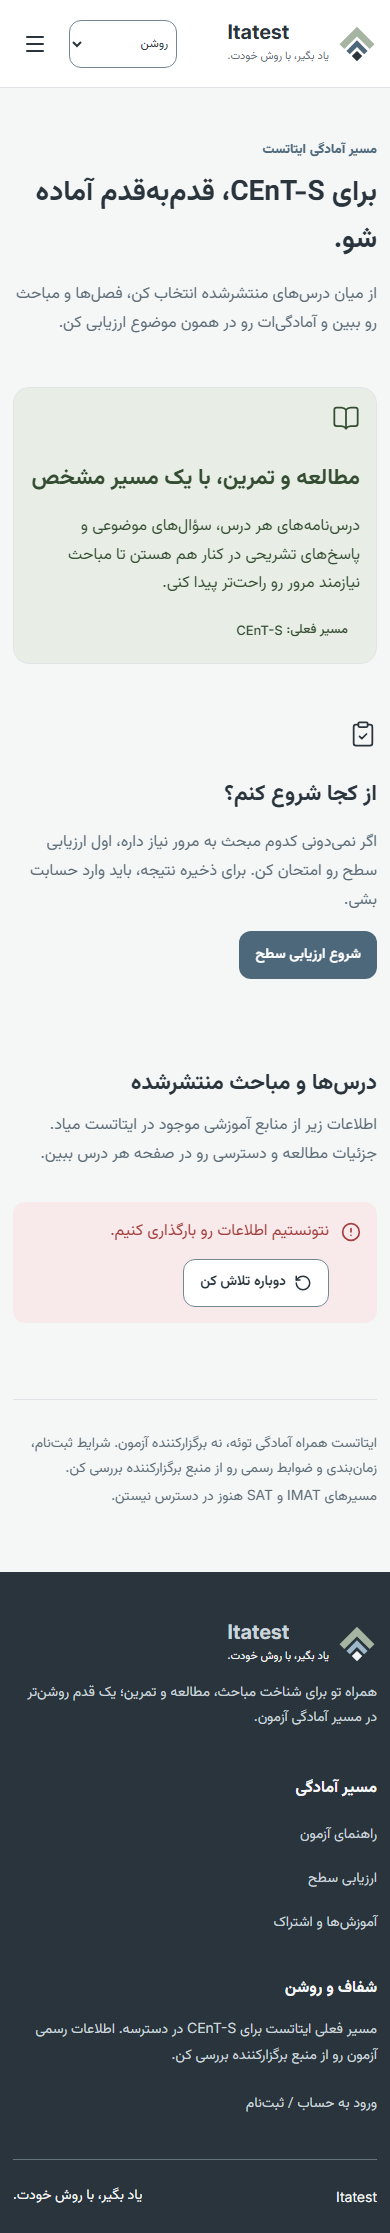 Itatest
یاد بگیر، با روش خودت.
روشن
مسیر آمادگی ایتاتست
برای CEnT-S، قدم‌به‌قدم آماده
شو.
از میان درس‌های منتشرشده انتخاب کن، فصل‌ها و مباحث
رو ببین و آمادگی‌ات رو در همون موضوع ارزیابی کن.
مطالعه و تمرین، با یک مسیر مشخص
درس‌نامه‌های هر درس، سؤال‌های موضوعی و
پاسخ‌های تشریحی در کنار هم هستن تا مباحث
نیازمند مرور رو راحت‌تر پیدا کنی.
مسیر فعلی: CEnT-S
از کجا شروع کنم؟
اگر نمی‌دونی کدوم مبحث به مرور نیاز داره، اول ارزیابی
سطح رو امتحان کن. برای ذخیره نتیجه، باید وارد حسابت
بشی.
شروع ارزیابی سطح
درس‌ها و مباحث منتشرشده
اطلاعات زیر از منابع آموزشی موجود در ایتاتست میاد.
جزئیات مطالعه و دسترسی رو در صفحه هر درس ببین.
نتونستیم اطلاعات رو بارگذاری کنیم.
دوباره تلاش کن
ایتاتست همراه آمادگی توئه، نه برگزارکننده آزمون. شرایط ثبت‌نام،
زمان‌بندی و ضوابط رسمی رو از منبع برگزارکننده بررسی کن.
مسیرهای IMAT و SAT هنوز در دسترس نیستن.
Itatest
یاد بگیر، با روش خودت.
همراه تو برای شناخت مباحث، مطالعه و تمرین؛ یک قدم روشن‌تر
در مسیر آمادگی آزمون.
مسیر آمادگی
راهنمای آزمون
ارزیابی سطح
آموزش‌ها و اشتراک
شفاف و روشن
مسیر فعلی ایتاتست برای CEnT-S در دسترسه. اطلاعات رسمی
آزمون رو از منبع برگزارکننده بررسی کن.
ورود به حساب / ثبت‌نام
Itatest
یاد بگیر، با روش خودت.